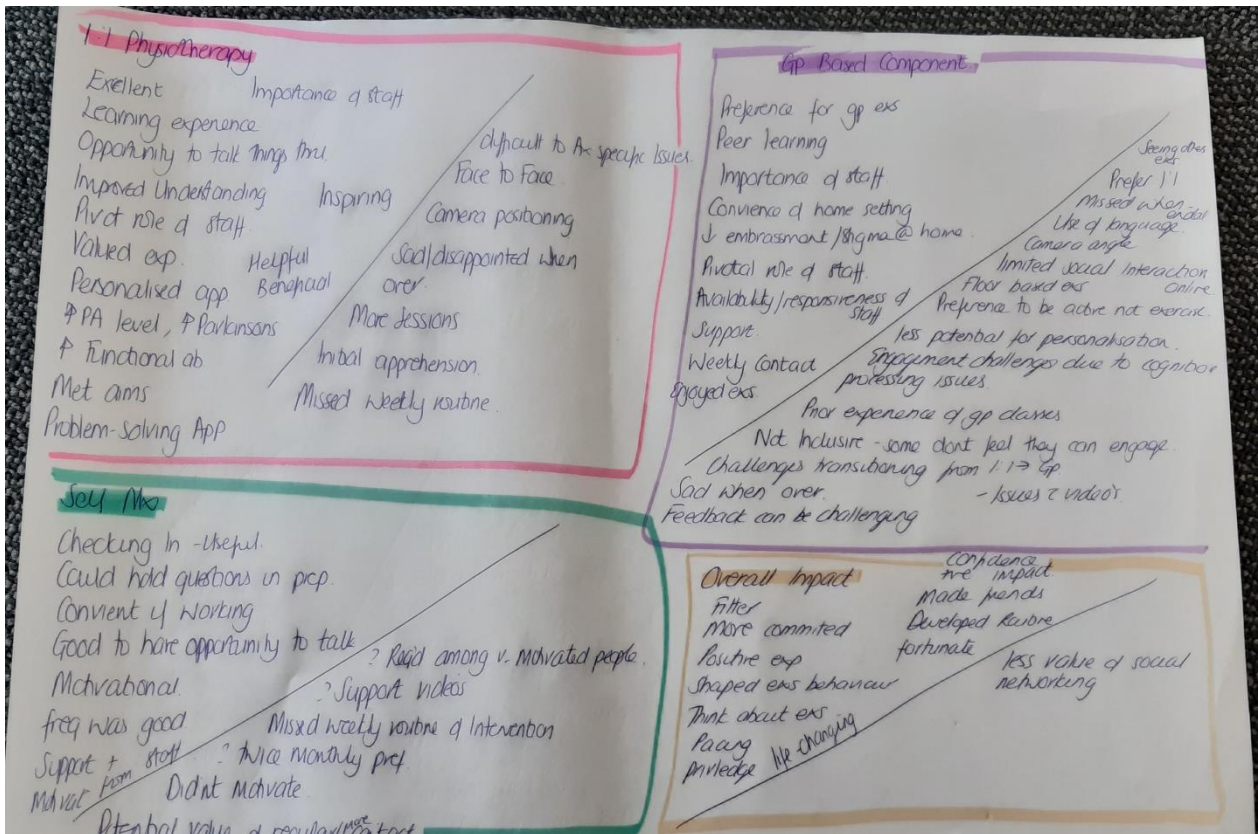 1:1 Physiotherapy
Exellent
Importance of staff
Learning experience
Opportunity to talk things thru.
Improved Understanding
Inspiring
Pivot role of staff
Valued exp.
Helpful
Personalised app
Beneficial
↑PA level, ↑Parkinsons
↑ Functional ab
Met aims
Problem-solving App
difficult to Ax specific Issues.
Face to Face.
Camera positioning
Sad/disappointed when
over.
More sessions
Initial apprehension.
Missed weekly routine.
Gp Based Component
Preference for gp exs
Peer learning
Importance of staff.
Convience of home setting
↓ embrasment/stigma @ home.
Pivotal role of staff.
Availability/responsiveness of
staff
Support.
Weekly Contact
Enjoyed exs.
Seeing others
exs
Prefer 1:1
Missed when
ended
Use of language.
Camera angle
limited social Interaction
online
Floor based exs
Preference to be active not exercise.
less potential for personalisation.
Engagement challenges due to cognition
processing issues.
Prior experience of gp classes.
Not Inclusive - some dont feel they can engage.
Challenges transitioning from 1:1 → Gp.
Sad when over.
- Issues c̄ video's
Feedback can be challenging
Self Mx
Checking In - Useful.
Could hold questions in prep.
Convient if working
Good to have opportunity to talk
Motivational.
freq was good
Support +
Motivat from staff
? Req'd among v. Motivated people.
? Support videos
Missed weekly routine of Intervention
? twice monthly pref
Didnt motivate.
Potential value of regular/more contact
Overall Impact
Fitter
More commited
Positive exp
Shaped exs behaviour
Think about exs
Pacing
priviledge
life changing
Confidence
+ve impact
made friends
Developed
fortunate
less value of social
networking